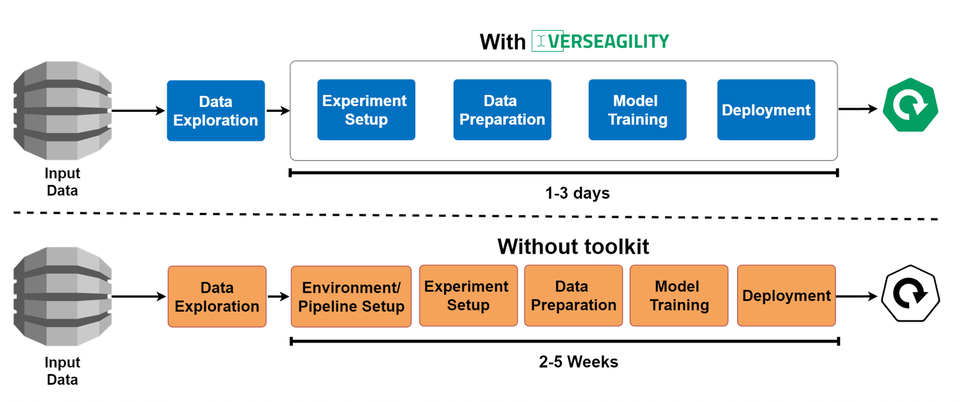 With VERSEAGILITY
Data
Exploration
Experiment
Setup
Data
Preparation
Model
Training
Deployment
Input
Data
1-3 days
Without toolkit
Data
Exploration
Environment/
Pipeline Setup
Experiment
Setup
Data
Preparation
Model
Training
Deployment
Input
Data
2-5 Weeks